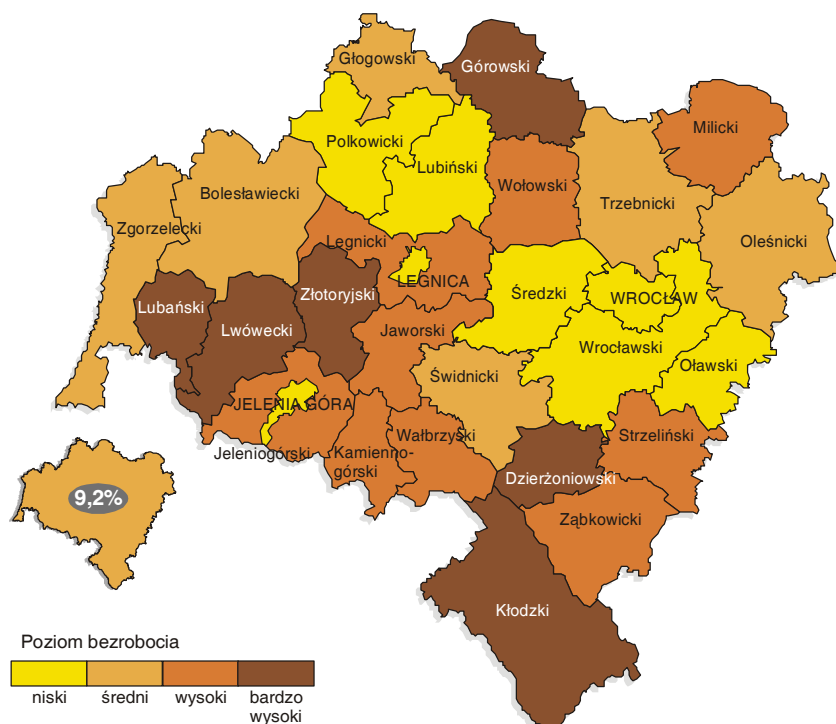 Głogowski
Górowski
Milicki
Polkowicki
Lubiński
Wołowski
Trzebnicki
Bolesławiecki
Zgorzelecki
Oleśnicki
Legnicki
LEGNICA
Złotoryjski
Średzki
WROCŁAW
Lubański
Lwówecki
Jaworski
Wrocławski
Oławski
Świdnicki
JELENIA GÓRA
Jeleniogórski
Kamienno-
górski
Wałbrzyski
Strzeliński
Dzierżoniowski
Ząbkowicki
Kłodzki
9,2%
Poziom bezrobocia
niski
średni
wysoki
bardzo
wysoki